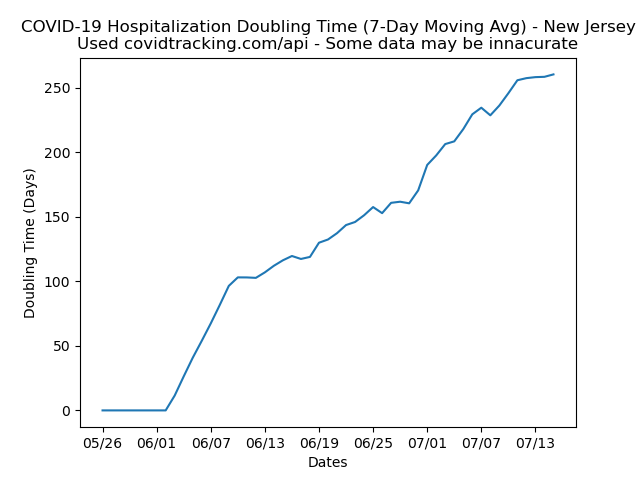 COVID-19 Hospitalization Doubling Time (7-Day Moving Avg) - New Jersey
Used covidtracking.com/api - Some data may be innacurate
250
200
150
100
50
0
Doubling Time (Days)
05/26 06/01 06/07 06/13 06/19 06/25 07/01 07/07 07/13
Dates